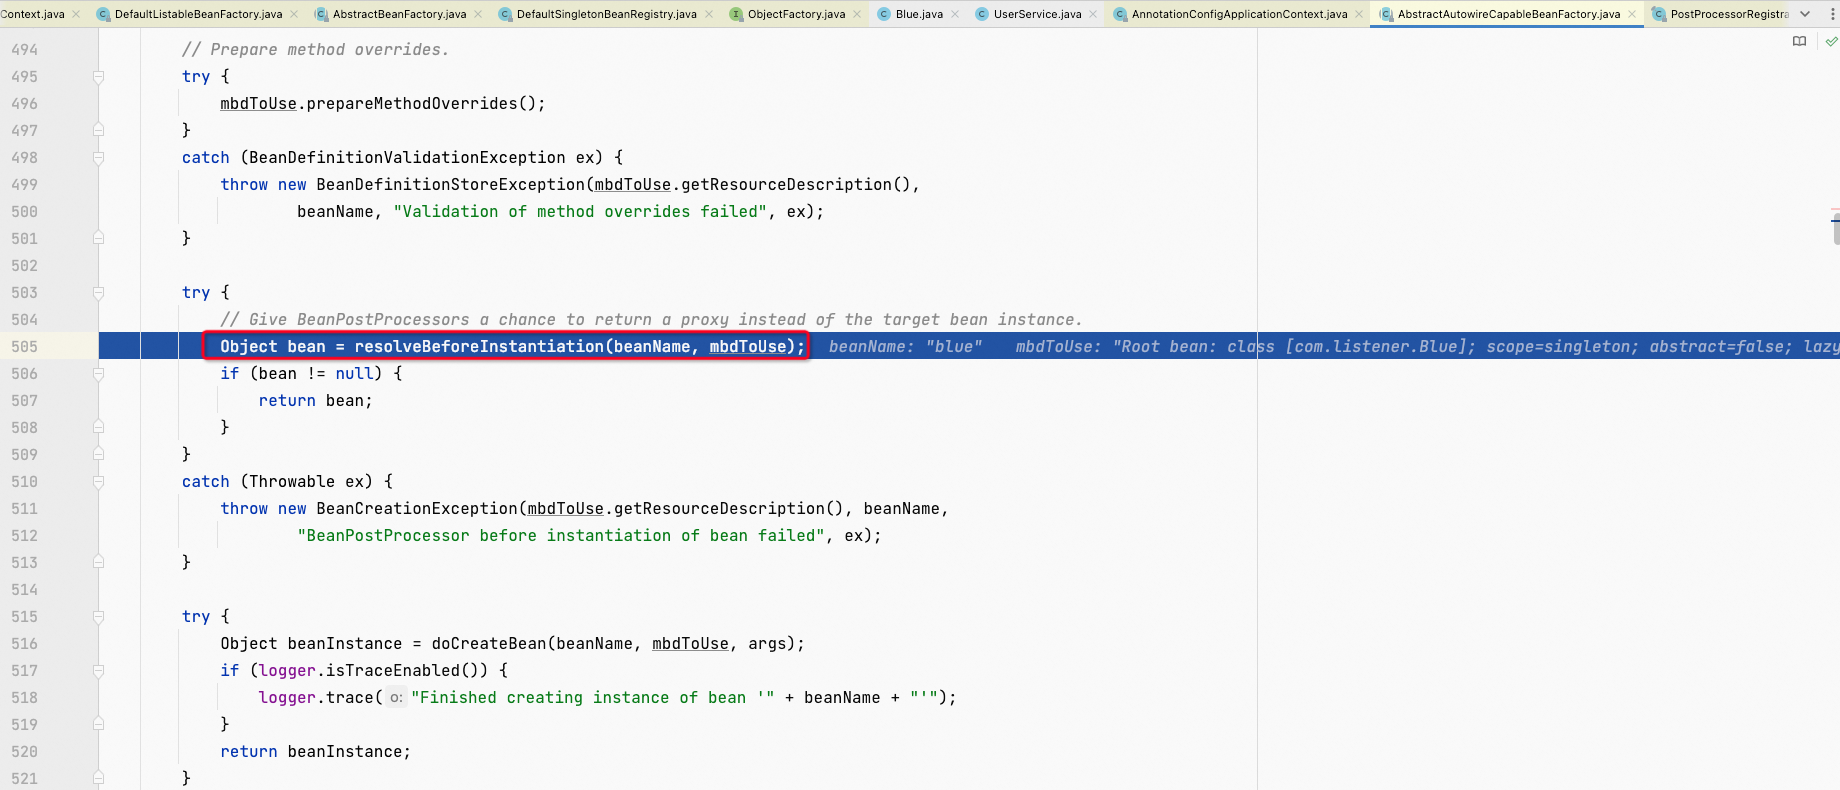 Context.java DefaultListableBeanFactory.java AbstractBeanFactory.java DefaultSingletonBeanRegistry.java ObjectFactory.java Blue.java UserService.java AnnotationConfigApplicationContext.java AbstractAutowireCapableBeanFactory.java PostProcessorRegistra
494 // Prepare method overrides.
495 try {
496 mbdToUse.prepareMethodOverrides();
497 }
498 catch (BeanDefinitionValidationException ex) {
499 throw new BeanDefinitionStoreException(mbdToUse.getResourceDescription(),
500 beanName, "Validation of method overrides failed", ex);
501 }
502
503 try {
504 // Give BeanPostProcessors a chance to return a proxy instead of the target bean instance.
505 Object bean = resolveBeforeInstantiation(beanName, mbdToUse); beanName: "blue" mbdToUse: "Root bean: class [com.listener.Blue]; scope=singleton; abstract=false; lazy
506 if (bean != null) {
507 return bean;
508 }
509 }
510 catch (Throwable ex) {
511 throw new BeanCreationException(mbdToUse.getResourceDescription(), beanName,
512 "BeanPostProcessor before instantiation of bean failed", ex);
513 }
514
515 try {
516 Object beanInstance = doCreateBean(beanName, mbdToUse, args);
517 if (logger.isTraceEnabled()) {
518 logger.trace( o: "Finished creating instance of bean '" + beanName + "'");
519 }
520 return beanInstance;
521 }